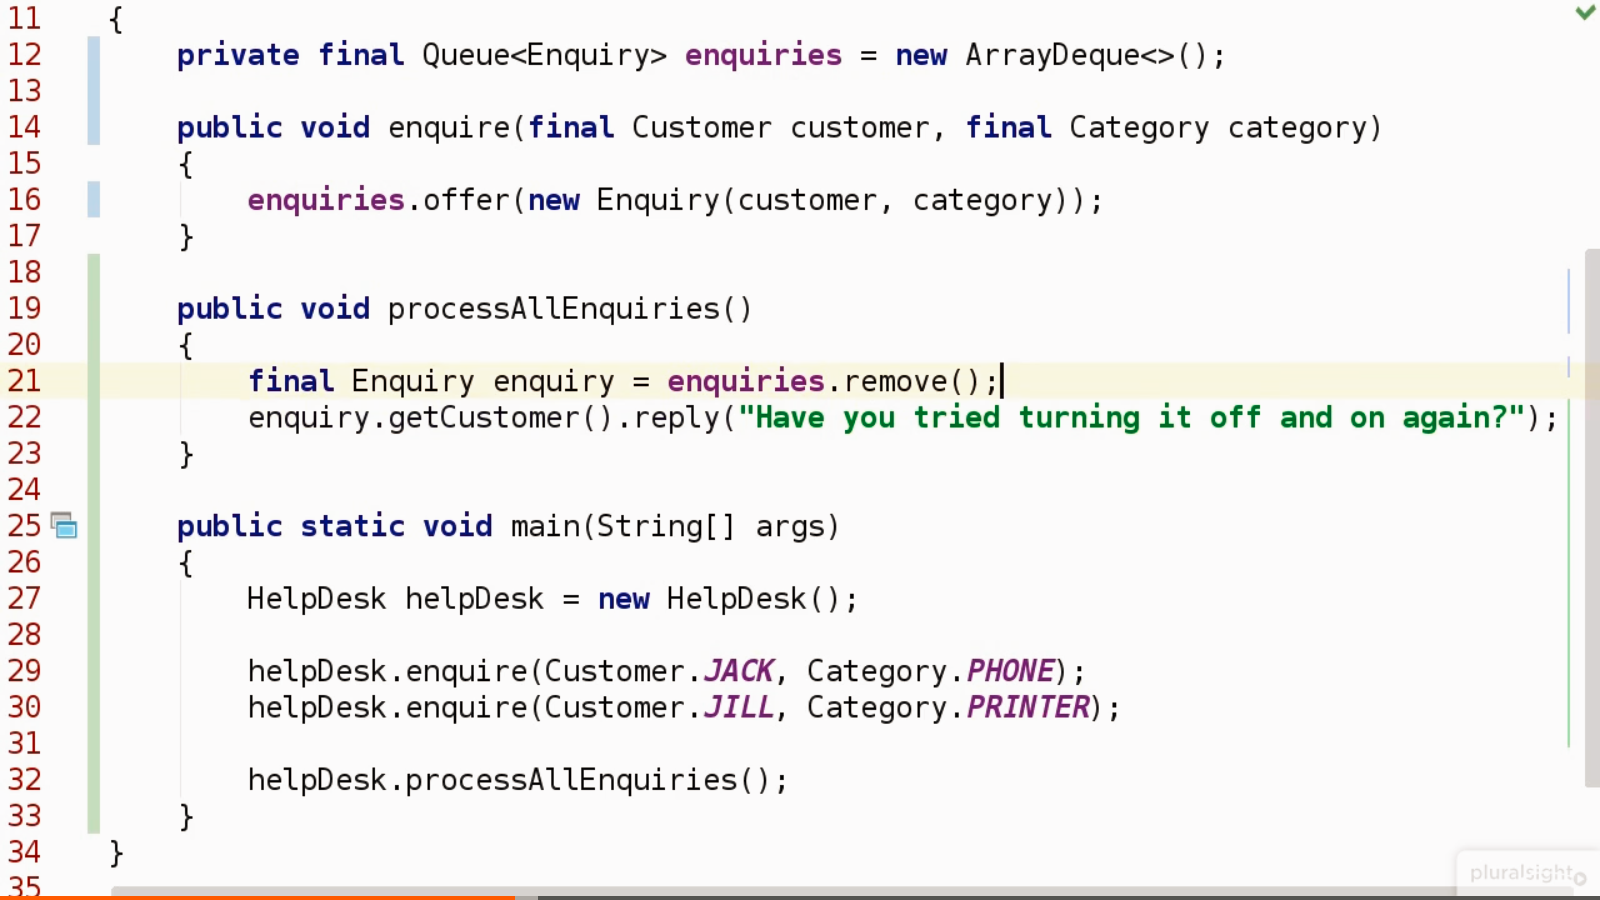 11 {
12 private final Queue<Enquiry> enquiries = new ArrayDeque<>();
13
14 public void enquire(final Customer customer, final Category category)
15 {
16 enquiries.offer(new Enquiry(customer, category));
17 }
18
19 public void processAllEnquiries()
20 {
21 final Enquiry enquiry = enquiries.remove();
22 enquiry.getCustomer().reply("Have you tried turning it off and on again?");
23 }
24
25 public static void main(String[] args)
26 {
27 HelpDesk helpDesk = new HelpDesk();
28
29 helpDesk.enquire(Customer.JACK, Category.PHONE);
30 helpDesk.enquire(Customer.JILL, Category.PRINTER);
31
32 helpDesk.processAllEnquiries();
33 }
34 }
35
pluralsight